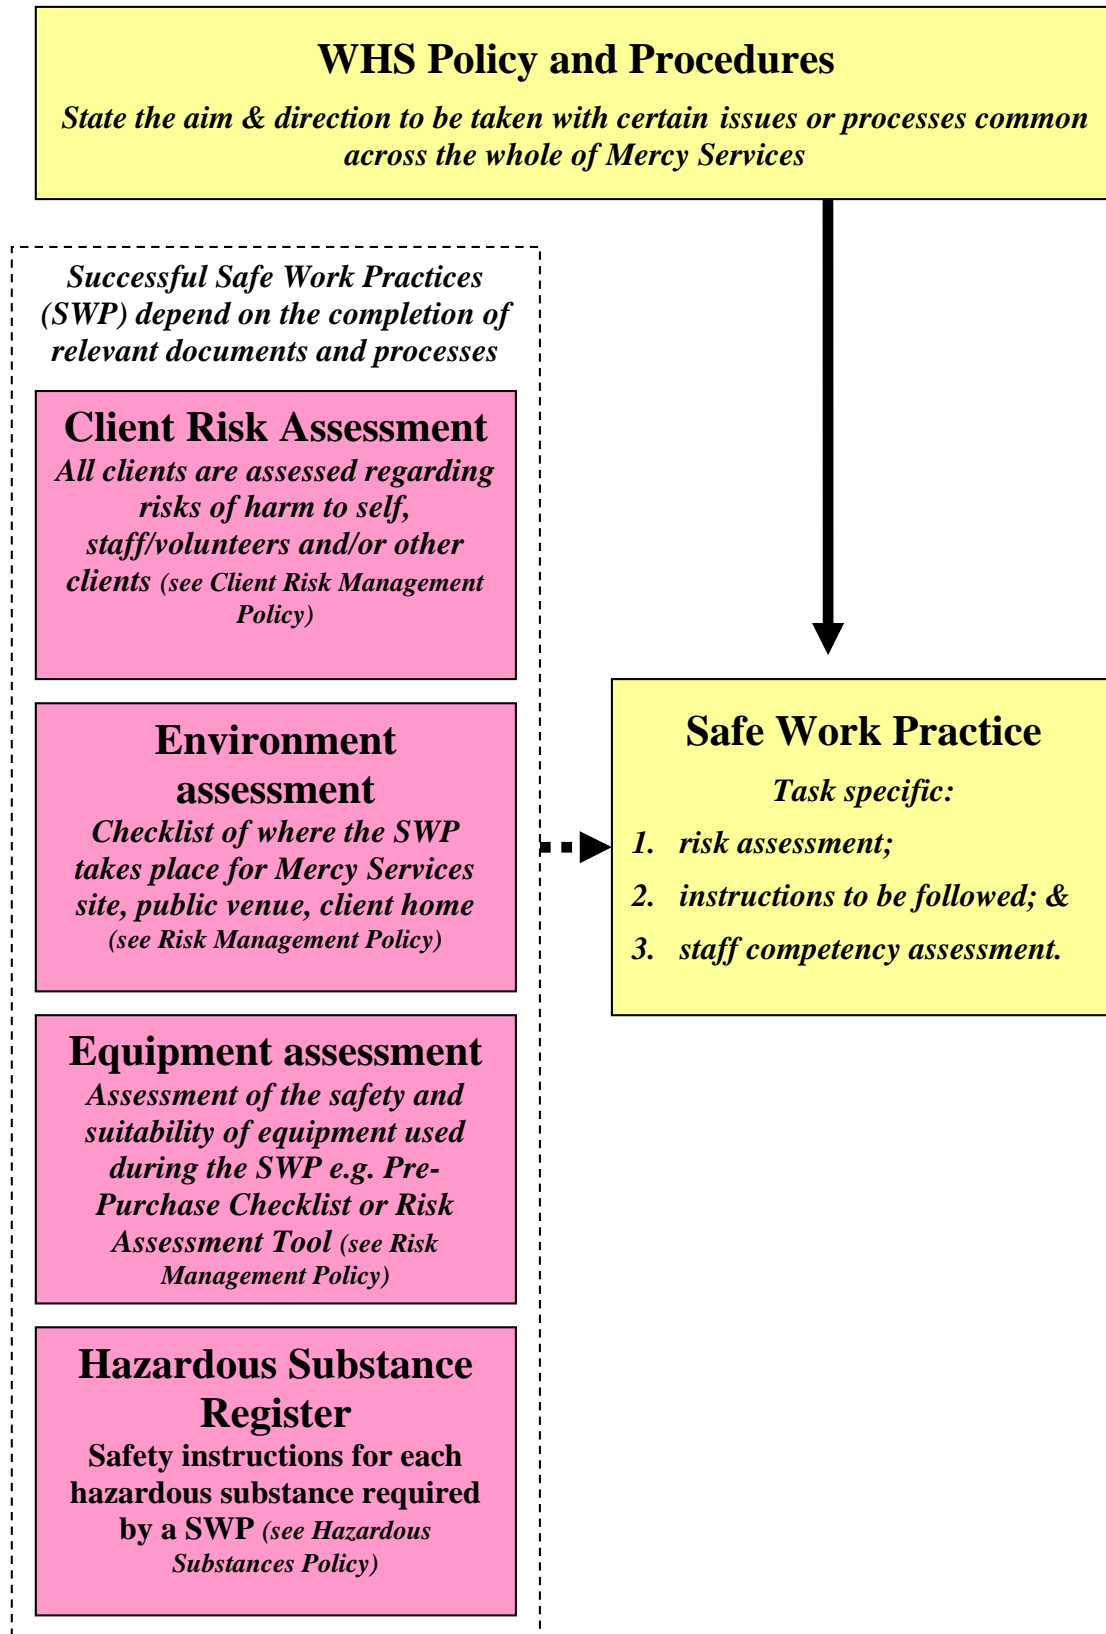 WHS Policy and Procedures
State the aim & direction to be taken with certain issues or processes common
across the whole of Mercy Services
Successful Safe Work Practices
(SWP) depend on the completion of
relevant documents and processes
Client Risk Assessment
All clients are assessed regarding
risks of harm to self,
staff/volunteers and/or other
clients (see Client Risk Management
Policy)
Environment
assessment
Checklist of where the SWP
takes place for Mercy Services
site, public venue, client home
(see Risk Management Policy)
Equipment assessment
Assessment of the safety and
suitability of equipment used
during the SWP e.g. Pre-
Purchase Checklist or Risk
Assessment Tool (see Risk
Management Policy)
Hazardous Substance
Register
Safety instructions for each
hazardous substance required
by a SWP (see Hazardous
Substances Policy)
Safe Work Practice
Task specific:
1. risk assessment;
2. instructions to be followed; &
3. staff competency assessment.